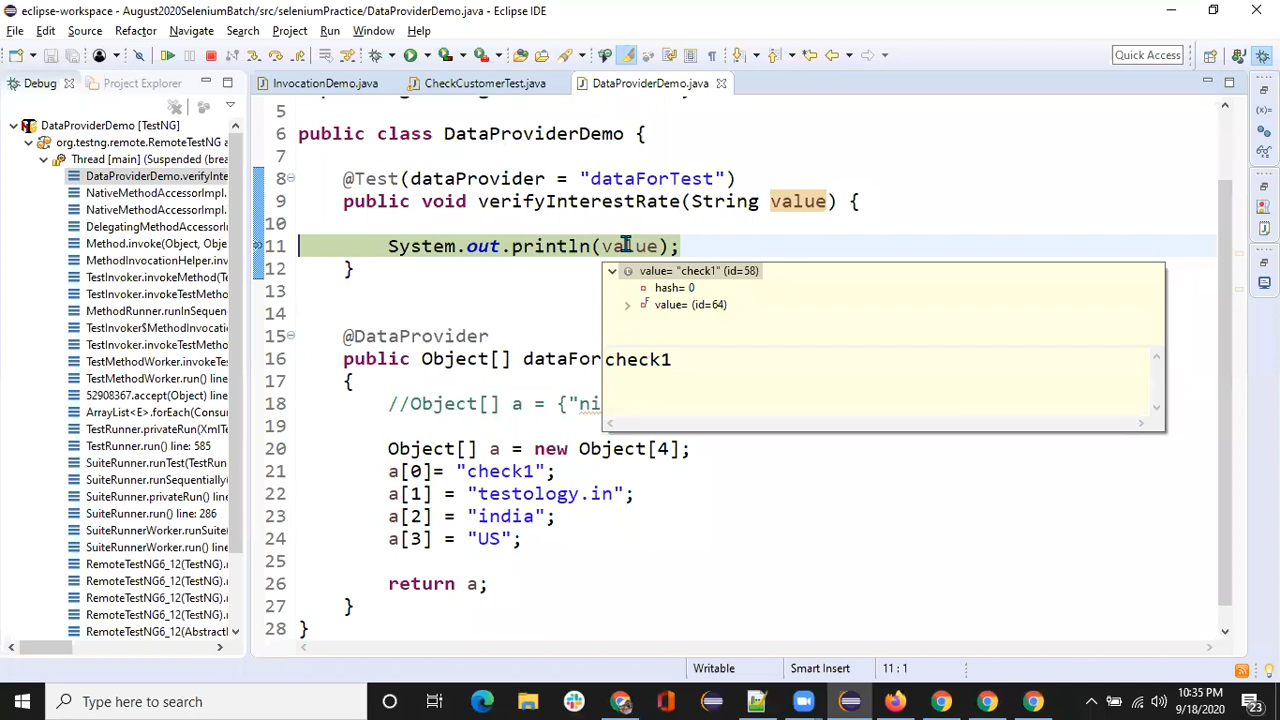 eclipse-workspace - August2020SeleniumBatch/src/seleniumPractice/DataProviderDemo.java - Eclipse IDE
File Edit Source Refactor Navigate Search Project Run Window Help
Quick Access
Debug Project Explorer
InvocationDemo.java CheckCustomerTest.java DataProviderDemo.java
DataProviderDemo [TestNG]
org.testng.remote.RemoteTestNG a
Thread [main] (Suspended (brea
DataProviderDemo.verifyInte
NativeMethodAccessorImpl.
NativeMethodAccessorImpl.
DelegatingMethodAccessorI
Method.invoke(Object, Obje
MethodInvocationHelper.in
TestInvoker.invokeMethod(T
TestInvoker.invokeTestMeth
MethodRunner.runInSequen
TestInvoker$MethodInvocati
TestInvoker.invokeTestMeth
TestMethodWorker.invokeTe
TestMethodWorker.run() line
52908367.accept(Object) line
ArrayList<E>.forEach(Consu
TestRunner.privateRun(XmlT
TestRunner.run() line: 585
SuiteRunner.runTest(TestRun
SuiteRunner.runSequentially
SuiteRunner.privateRun() line
SuiteRunner.run() line: 286
SuiteRunnerWorker.runSuite
SuiteRunnerWorker.run() line
RemoteTestNG6_12(TestNG).r
RemoteTestNG6_12(TestNG).r
RemoteTestNG6_12(TestNG).r
RemoteTestNG6_12(TestNG).r
RemoteTestNG6_12(Abstract
5
6 public class DataProviderDemo {
7
8 @Test(dataProvider = "dataForTest")
9 public void verifyInterestRate(String value) {
10
11 System.out.println(value);
12 }
13
14
15 @DataProvider
16 public Object[] dataFor
17 {
18 //Object[] a = {"ni
19
20 Object[] a = new Object[4];
21 a[0]= "check1";
22 a[1] = "testology.in";
23 a[2] = "india";
24 a[3] = "US";
25
26 return a;
27 }
28 }
value= "check1" (id=58)
hash= 0
value= (id=64)
check1
Writable Smart Insert 11 : 1
Type here to search
10:35 PM
9/18/2020
23